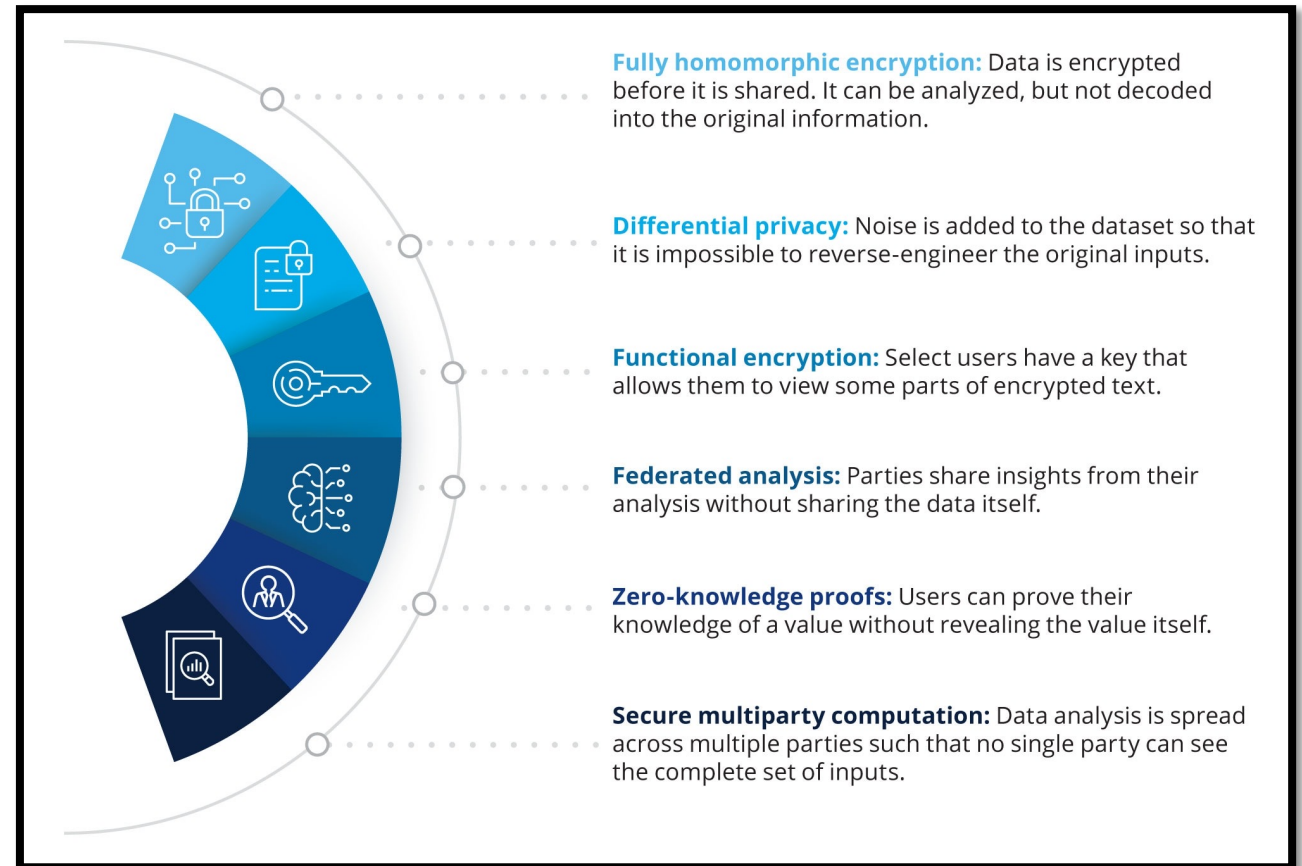 Fully homomorphic encryption: Data is encrypted
before it is shared. It can be analyzed, but not decoded
into the original information.
Differential privacy: Noise is added to the dataset so that
it is impossible to reverse-engineer the original inputs.
Functional encryption: Select users have a key that
allows them to view some parts of encrypted text.
Federated analysis: Parties share insights from their
analysis without sharing the data itself.
Zero-knowledge proofs: Users can prove their
knowledge of a value without revealing the value itself.
Secure multiparty computation: Data analysis is spread
across multiple parties such that no single party can see
the complete set of inputs.